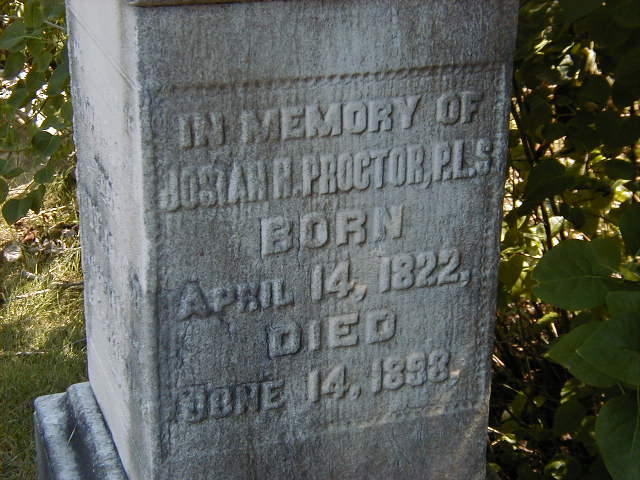 IN MEMORY OF
JOSIAH R. PROCTOR, P.L.S.
BORN
APRIL 14, 1822,
DIED
JUNE 14, 1898,